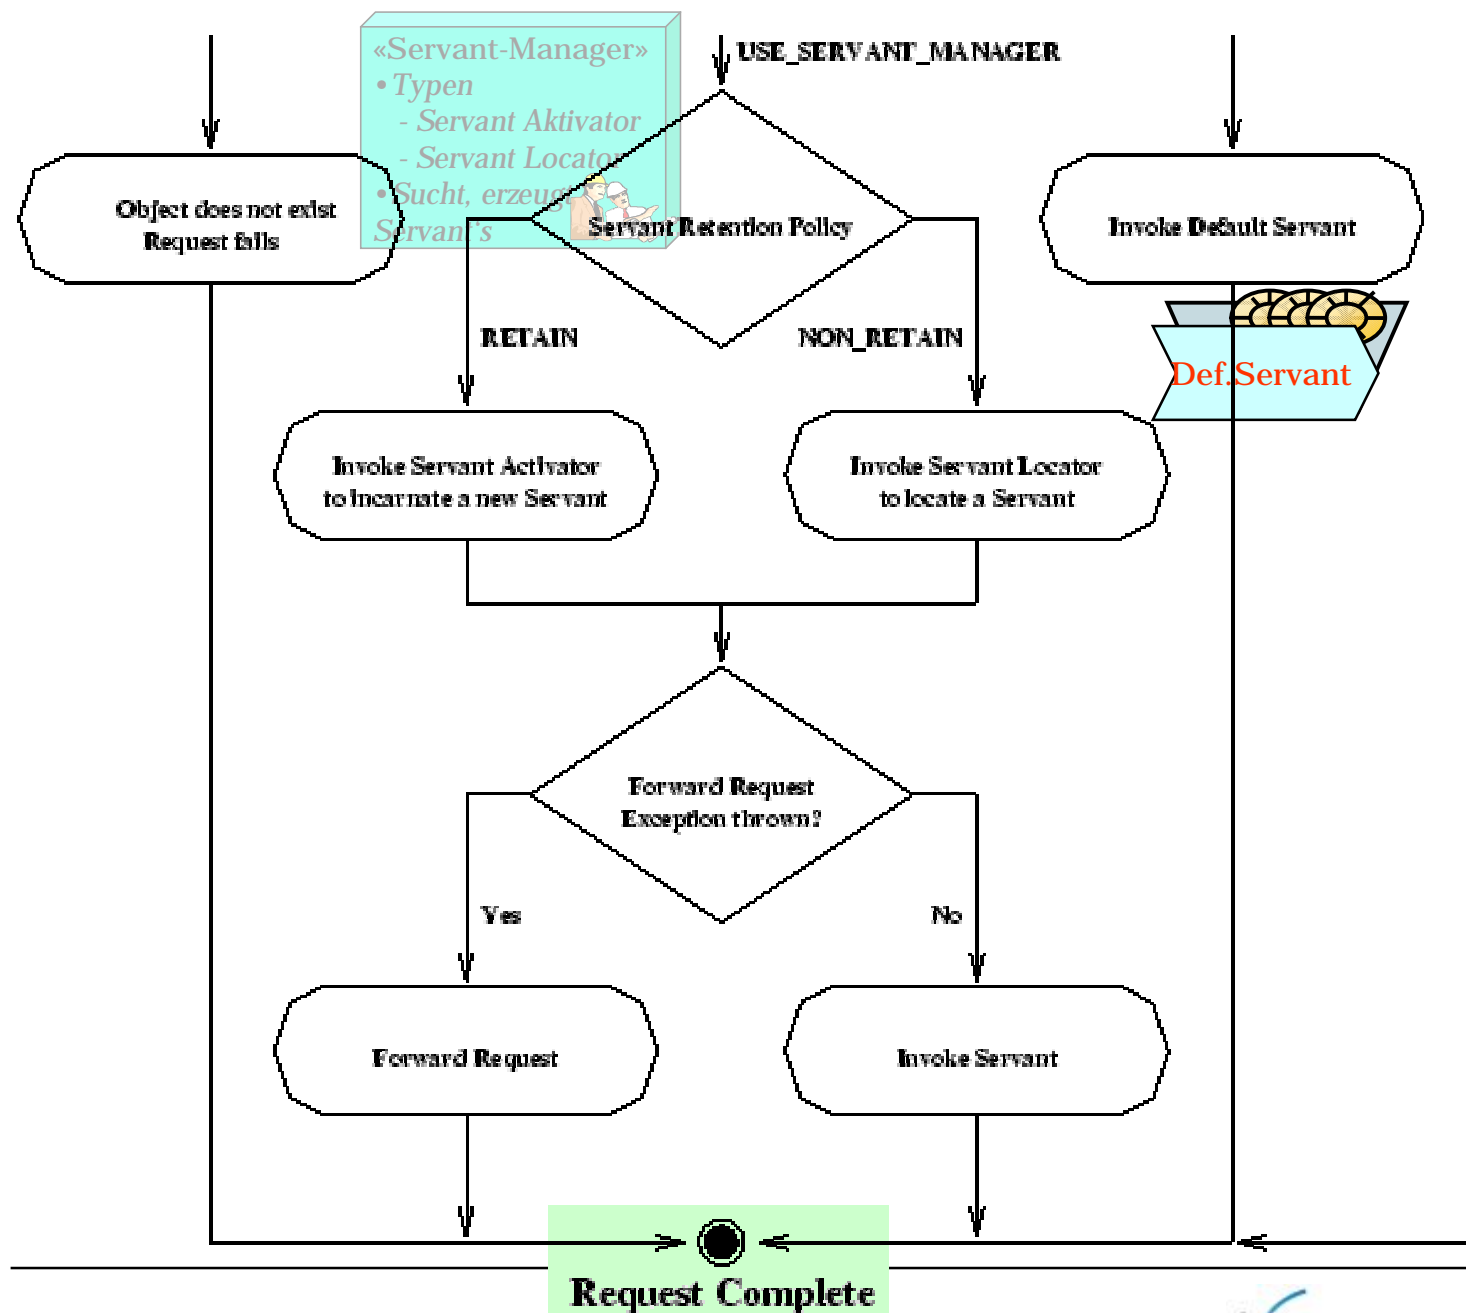 «Servant-Manager»
• Typen
- Servant Aktivator
- Servant Locator
• Sucht, erzeugt
Servant's
USE_SERVANT_MANAGER
Object does not exist
Request fails
Servant Retention Policy
Invoke Default Servant
RETAIN
NON_RETAIN
Def.Servant
Invoke Servant Activator
to incarnate a new Servant
Invoke Servant Locator
to locate a Servant
Forward Request
Exception thrown?
Yes
No
Forward Request
Invoke Servant
Request Complete